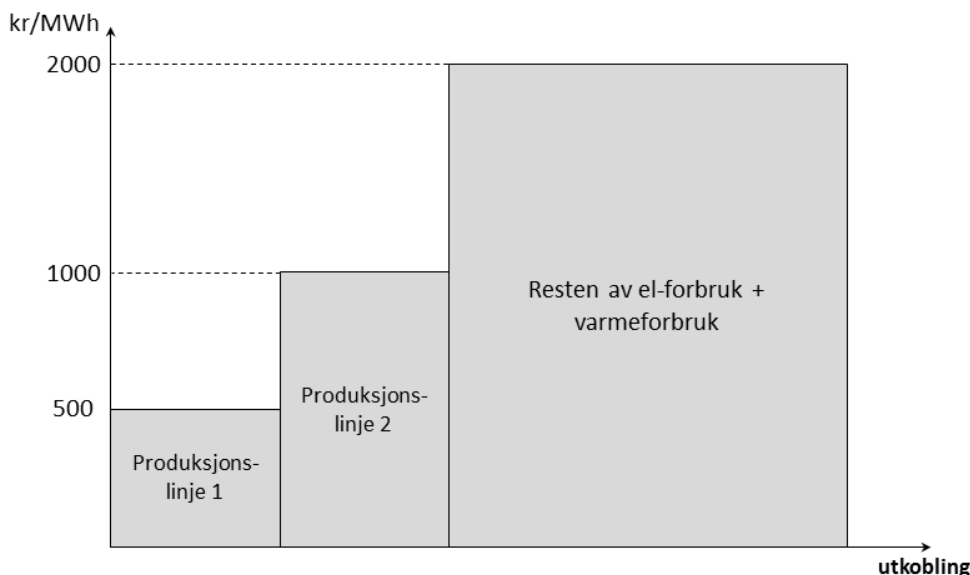 kr/MWh
2000
1000
500
Resten av el-forbruk +
varmeforbruk
Produksjons-
linje 2
Produksjons-
linje 1
utkobling